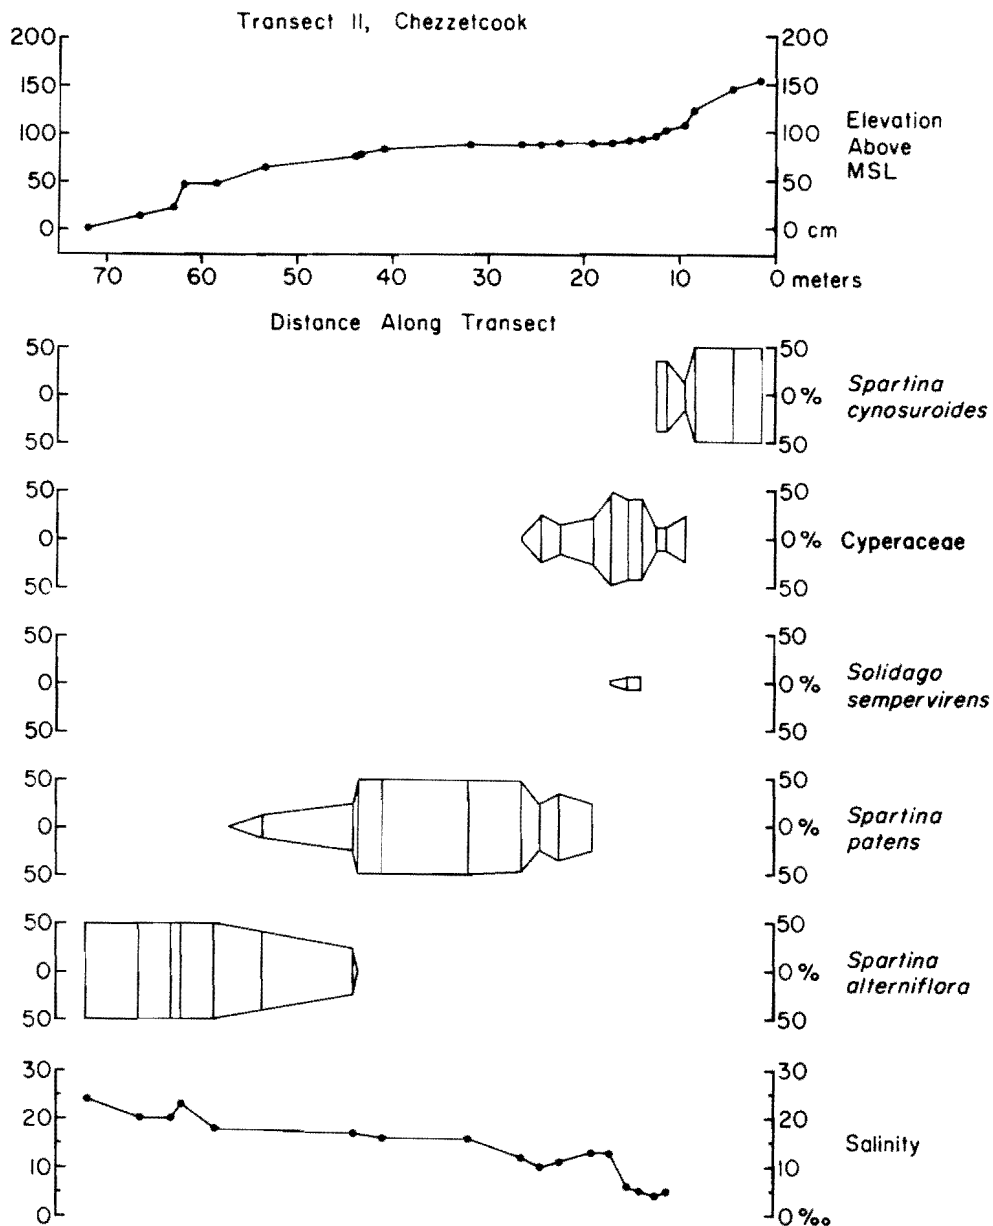 Transect II, Chezzetcook
200 200
150 150
100 100
50 50
0 0 cm
Elevation
Above
MSL
70 60 50 40 30 20 10 0 meters
Distance Along Transect
50 50
0 0%
50 50
Spartina
cynosuroides
50 50
0 0%
50 50
Cyperaceae
50 50
0 0%
50 50
Solidago
sempervirens
50 50
0 0%
50 50
Spartina
patens
50 50
0 0%
50 50
Spartina
alterniflora
30 30
20 20
10 10
0 0‰
Salinity